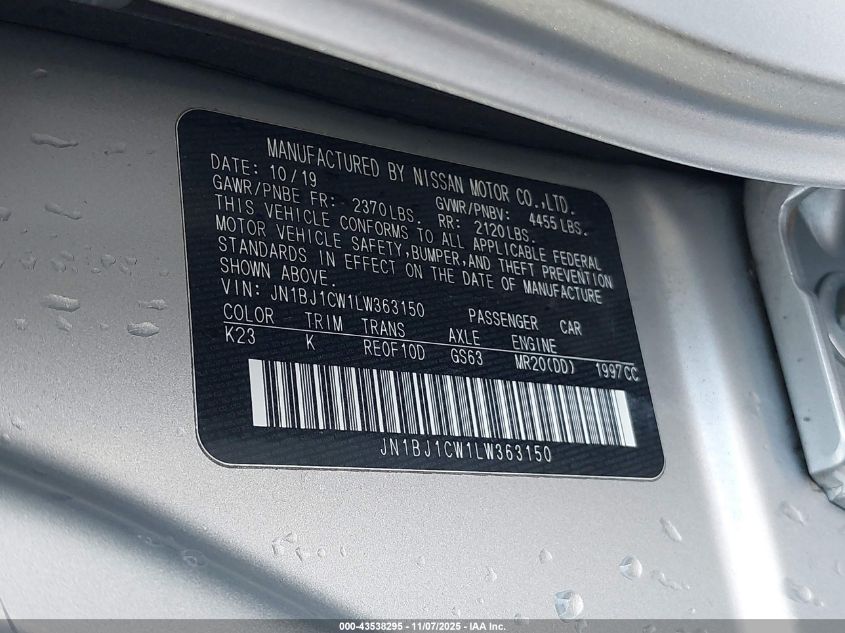 MANUFACTURED BY NISSAN MOTOR CO.,LTD.
DATE: 10/19
GAWR/PNBE FR: 2370LBS. GVWR/PNBV: 4455LBS.
RR: 2120LBS.
THIS VEHICLE CONFORMS TO ALL APPLICABLE FEDERAL
MOTOR VEHICLE SAFETY,BUMPER,AND THEFT PREVENTION
STANDARDS IN EFFECT ON THE DATE OF MANUFACTURE
SHOWN ABOVE.
VIN: JN1BJ1CW1LW363150 PASSENGER CAR
COLOR TRIM TRANS AXLE ENGINE
K23 K RE0F10D GS63 MR20(DD) 1997CC
JN1BJ1CW1LW363150
000-43538295 - 11/07/2025 - IAA Inc.